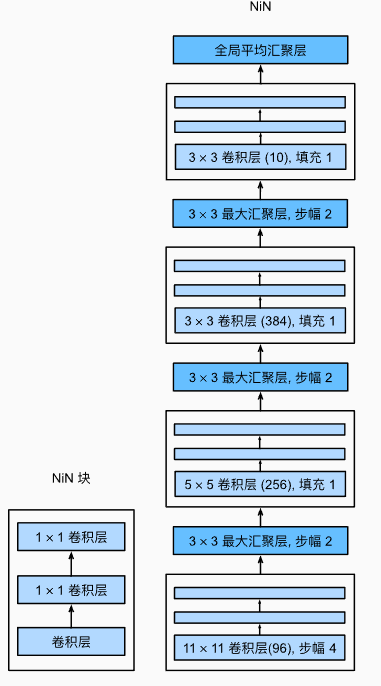 NiN
全局平均汇聚层
3 × 3 卷积层 (10), 填充 1
3 × 3 最大汇聚层, 步幅 2
3 × 3 卷积层 (384), 填充 1
3 × 3 最大汇聚层, 步幅 2
5 × 5 卷积层 (256), 填充 1
3 × 3 最大汇聚层, 步幅 2
11 × 11 卷积层(96), 步幅 4
NiN 块
1 × 1 卷积层
1 × 1 卷积层
卷积层